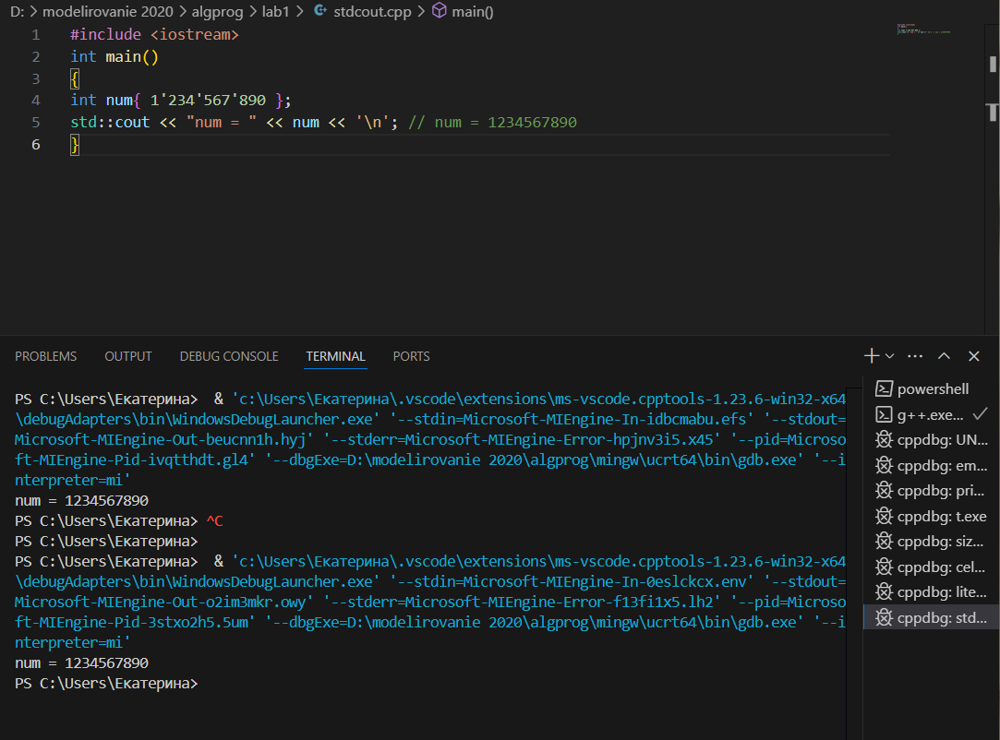 D: > modelirovanie 2020 > algprog > lab1 > stdcout.cpp > main()
1 #include <iostream>
2 int main()
3 {
4 int num{ 1'234'567'890 };
5 std::cout << "num = " << num << '\n'; // num = 1234567890
6 }
PROBLEMS OUTPUT DEBUG CONSOLE TERMINAL PORTS
PS C:\Users\Екатерина>  & 'c:\Users\Екатерина\.vscode\extensions\ms-vscode.cpptools-1.23.6-win32-x64
\debugAdapters\bin\WindowsDebugLauncher.exe' '--stdin=Microsoft-MIEngine-In-idbcmabu.efs' '--stdout=
Microsoft-MIEngine-Out-beucnn1h.hyj' '--stderr=Microsoft-MIEngine-Error-hpjnv3i5.x45' '--pid=Microso
ft-MIEngine-Pid-ivqtthdt.gl4' '--dbgExe=D:\modelirovanie 2020\algprog\mingw\ucrt64\bin\gdb.exe' '--i
nterpreter=mi'
num = 1234567890
PS C:\Users\Екатерина> ^C
PS C:\Users\Екатерина>
PS C:\Users\Екатерина>  & 'c:\Users\Екатерина\.vscode\extensions\ms-vscode.cpptools-1.23.6-win32-x64
\debugAdapters\bin\WindowsDebugLauncher.exe' '--stdin=Microsoft-MIEngine-In-0eslckcx.env' '--stdout=
Microsoft-MIEngine-Out-o2im3mkr.owy' '--stderr=Microsoft-MIEngine-Error-f13fi1x5.lh2' '--pid=Microso
ft-MIEngine-Pid-3stxo2h5.5um' '--dbgExe=D:\modelirovanie 2020\algprog\mingw\ucrt64\bin\gdb.exe' '--i
nterpreter=mi'
num = 1234567890
PS C:\Users\Екатерина>
powershell
g++.exe...
cppdbg: UN...
cppdbg: em...
cppdbg: pri...
cppdbg: t.exe
cppdbg: siz...
cppdbg: cel...
cppdbg: lite...
cppdbg: std...